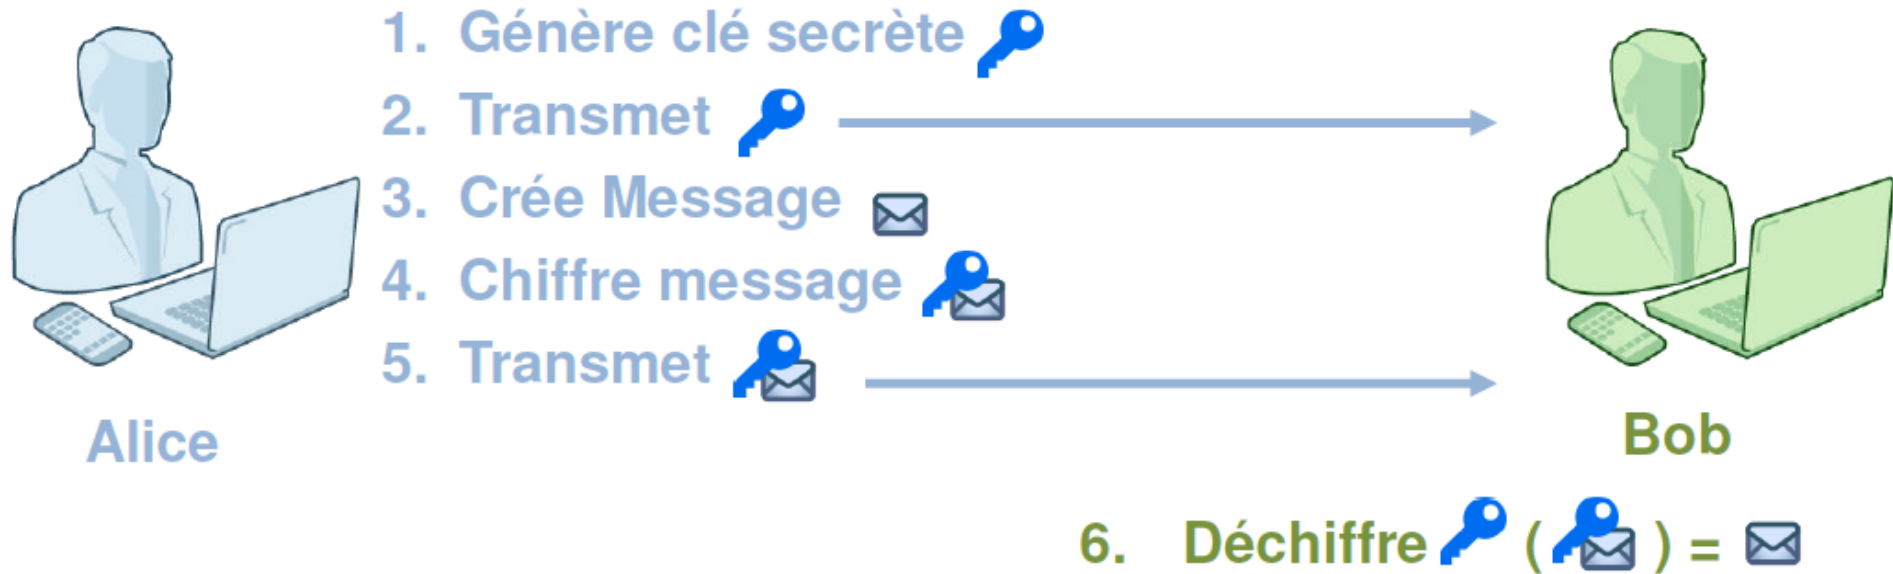 1. Génère clé secrète
2. Transmet
3. Crée Message
4. Chiffre message
5. Transmet
Alice
Bob
6. Déchiffre ( ) =